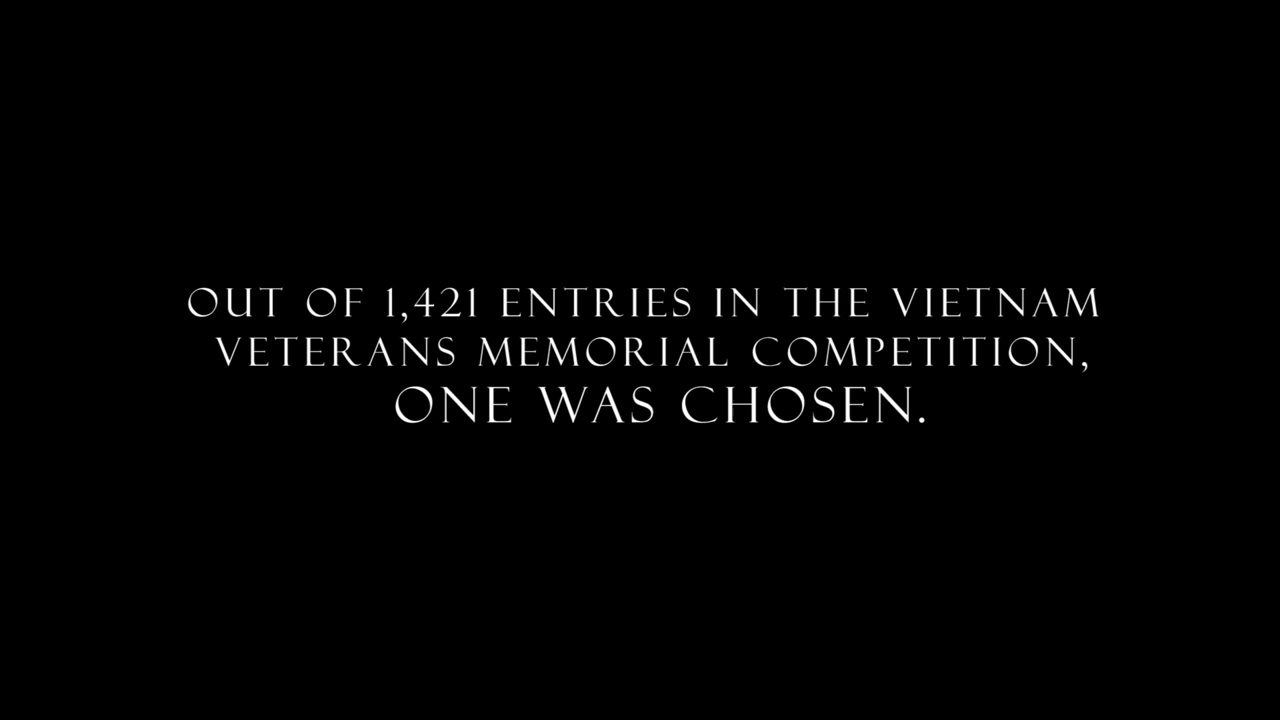 OUT OF 1,421 ENTRIES IN THE VIETNAM
VETERANS MEMORIAL COMPETITION,
ONE WAS CHOSEN.